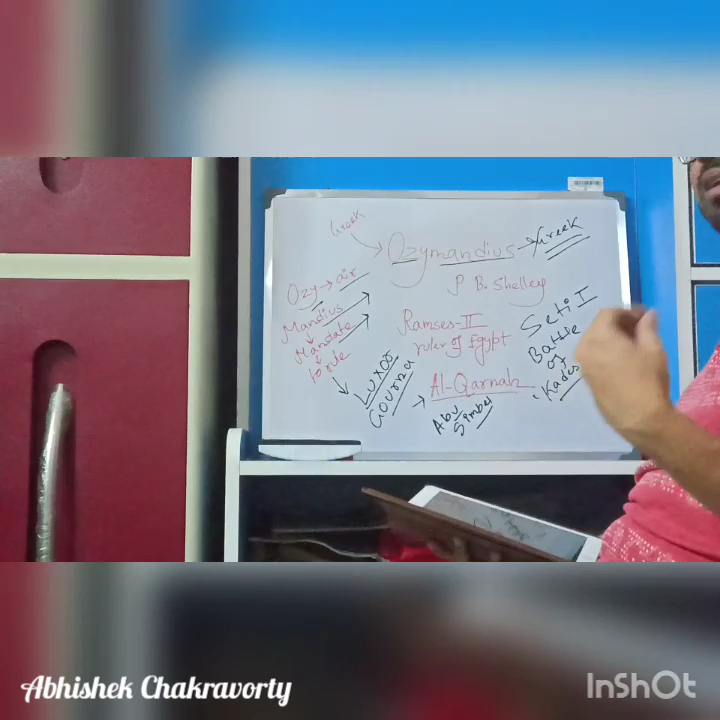 Greek
Ozymandius → Greek
P B. Shelley
Ozy → air
Mandius
Mandate
to rule
Ramses-II
ruler of Egypt
Seti I
Battle
of
Kades
Luxor
Gourna
→ Al-Qarnah
Abu
Simbel
Abhishek Chakravorty
InShOt